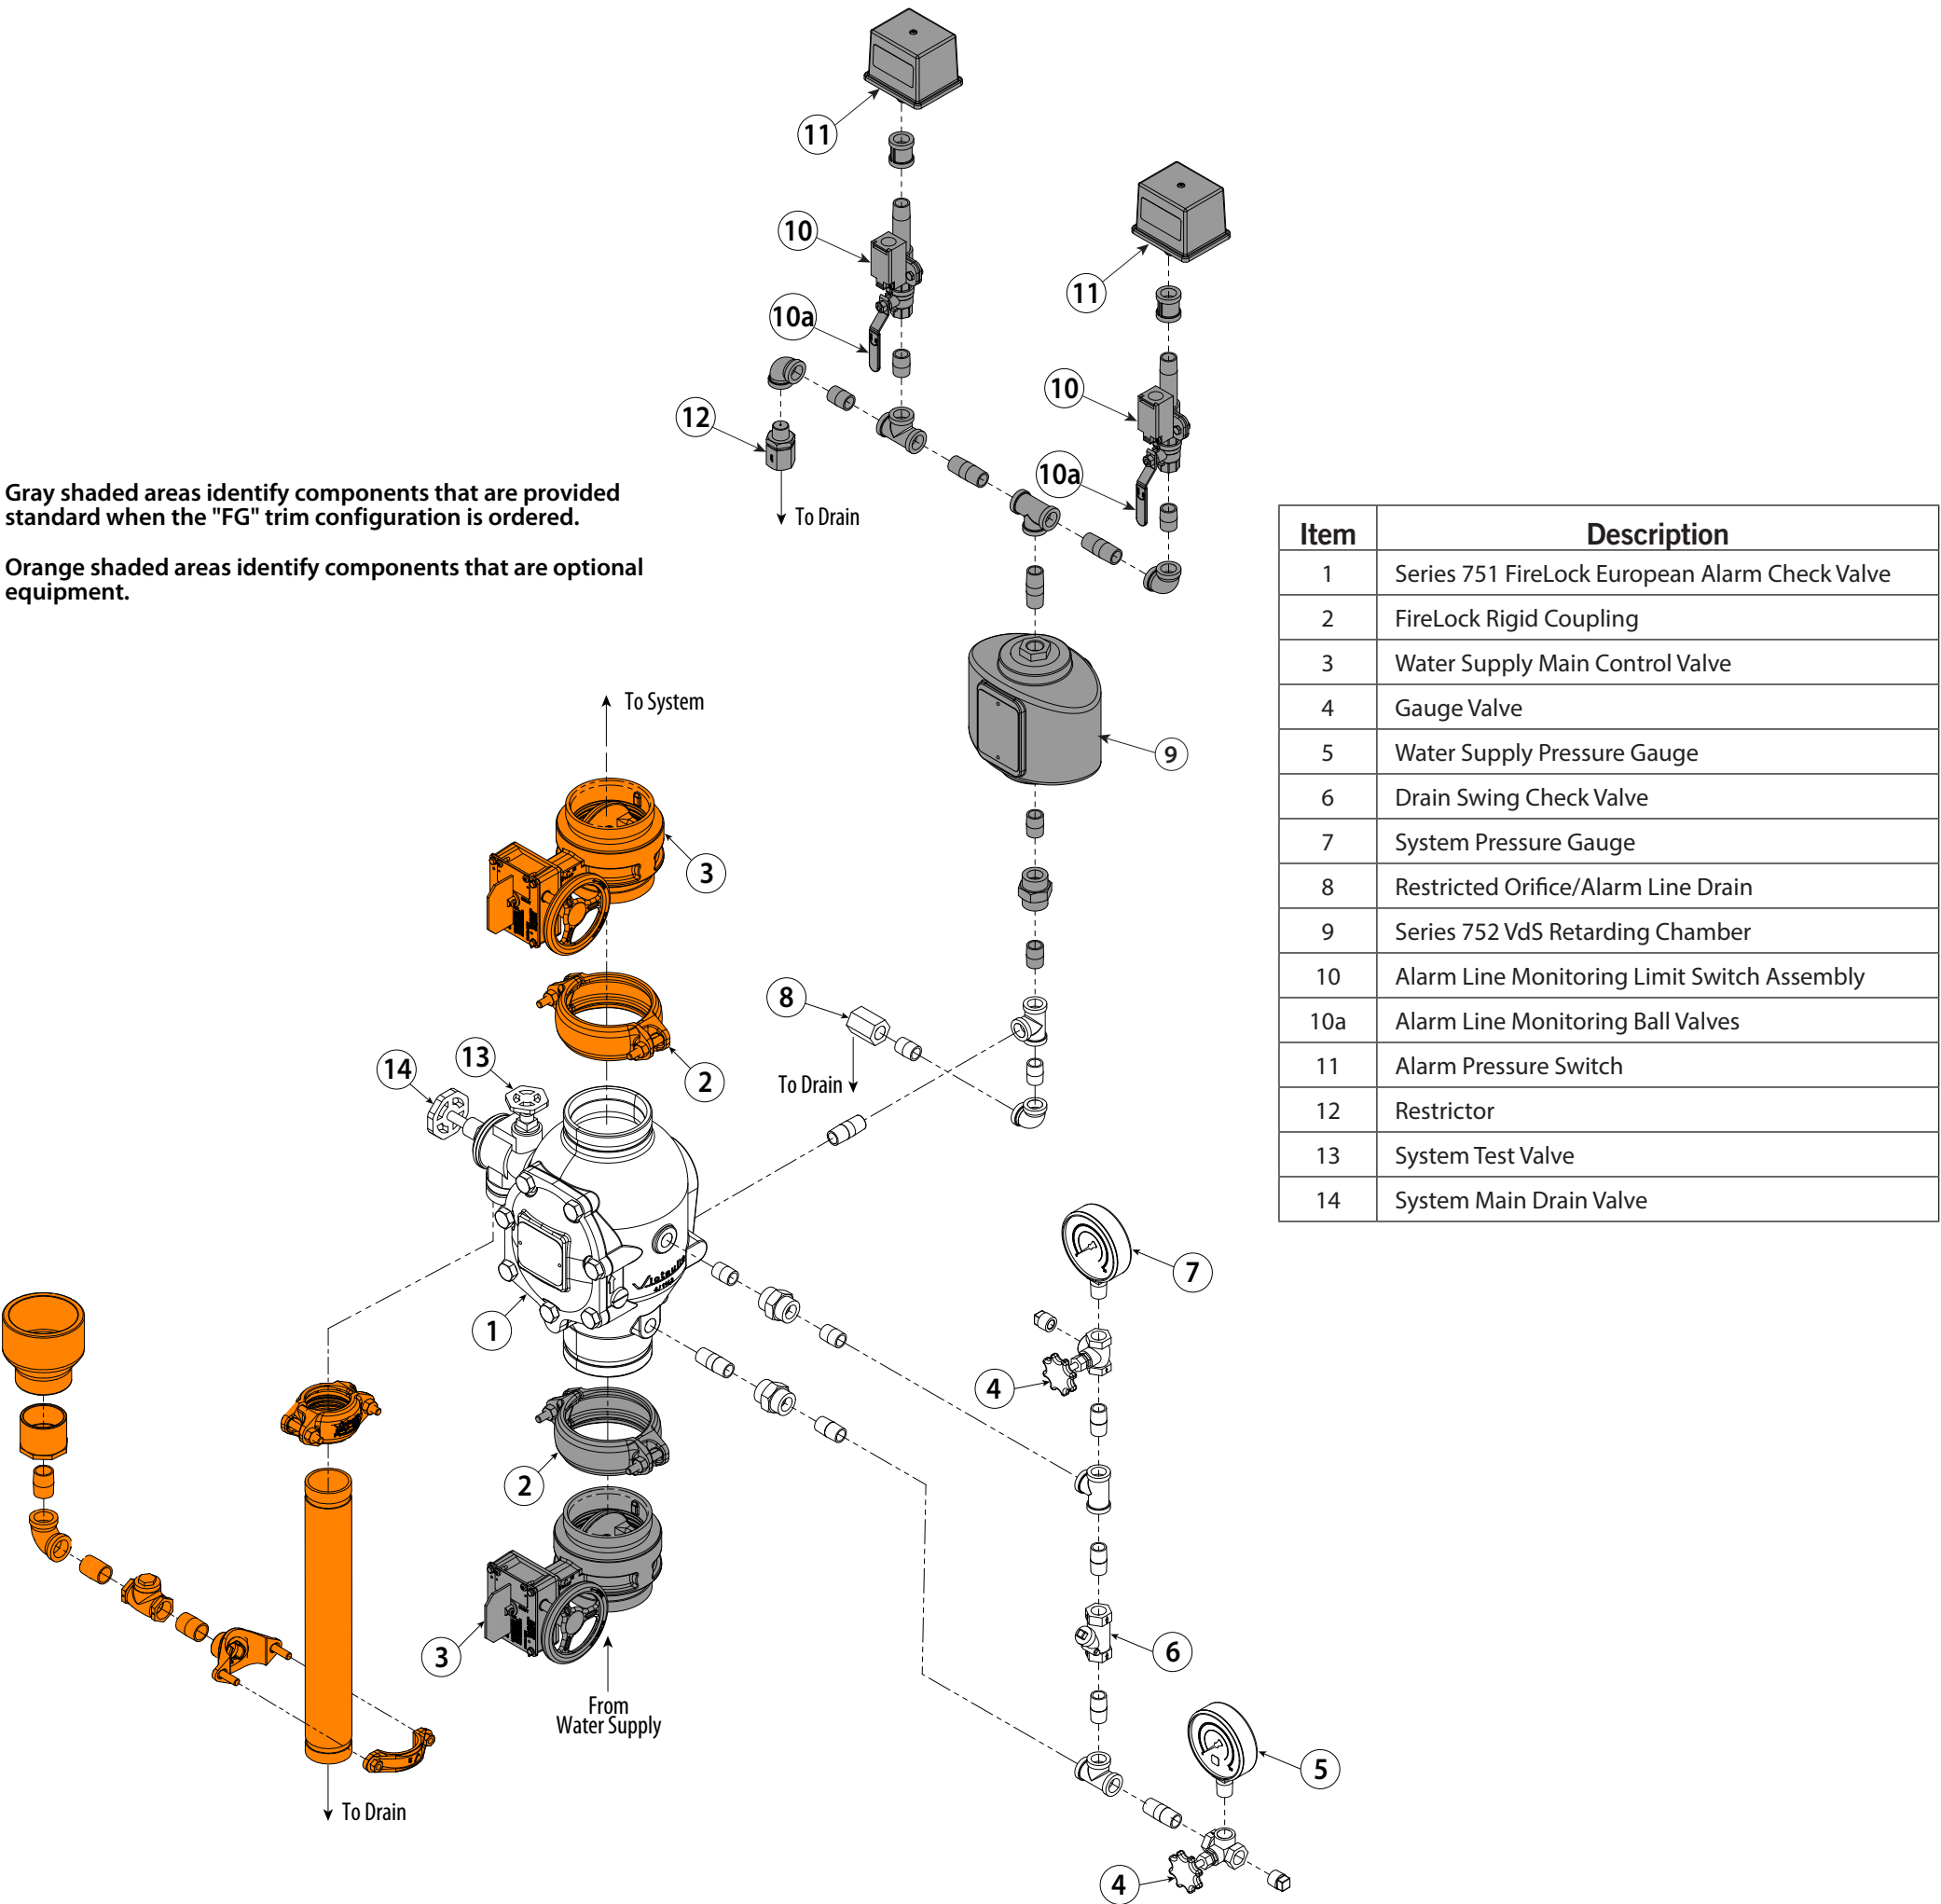 11
11
10
10a
10
10a
12
To Drain
Gray shaded areas identify components that are provided
standard when the "FG" trim configuration is ordered.
Orange shaded areas identify components that are optional
equipment.
Item Description
1 Series 751 FireLock European Alarm Check Valve
2 FireLock Rigid Coupling
3 Water Supply Main Control Valve
4 Gauge Valve
5 Water Supply Pressure Gauge
6 Drain Swing Check Valve
7 System Pressure Gauge
8 Restricted Orifice/Alarm Line Drain
9 Series 752 VdS Retarding Chamber
10 Alarm Line Monitoring Limit Switch Assembly
10a Alarm Line Monitoring Ball Valves
11 Alarm Pressure Switch
12 Restrictor
13 System Test Valve
14 System Main Drain Valve
To System
9
3
8
To Drain
2
13
14
Victaulic
1
7
4
2
3
From
Water Supply
6
5
To Drain
4